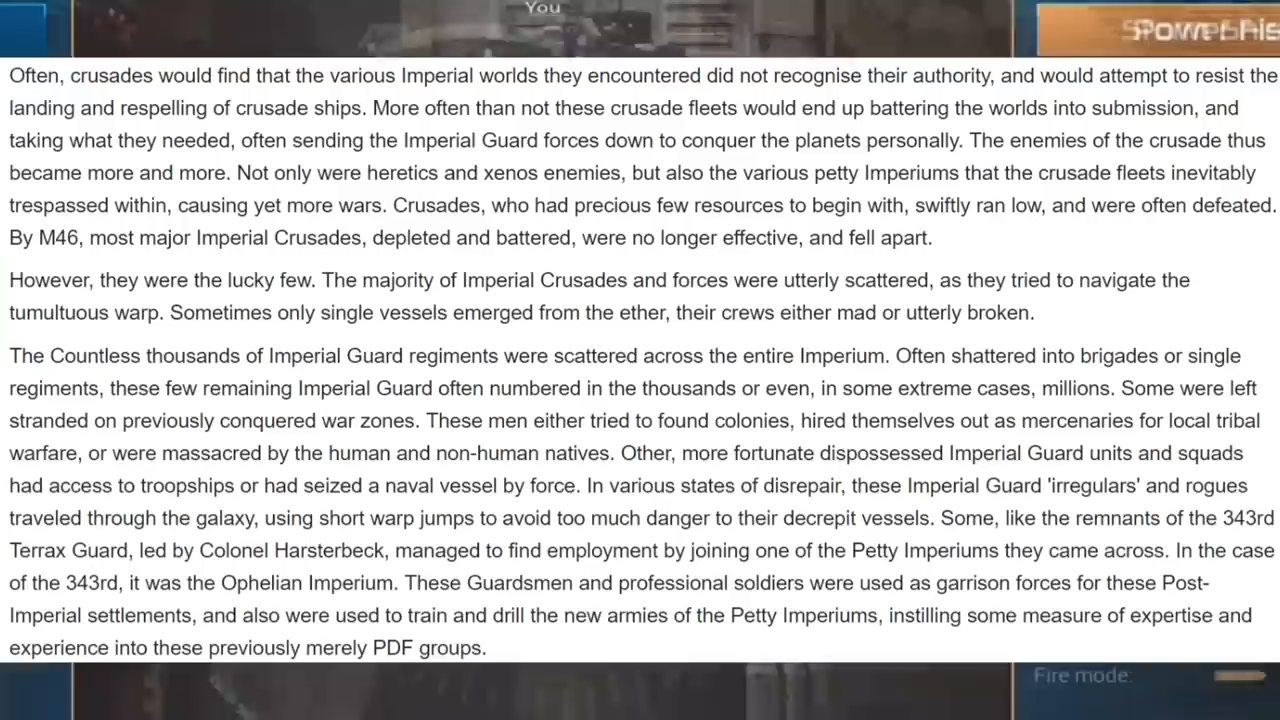 You
Often, crusades would find that the various Imperial worlds they encountered did not recognise their authority, and would attempt to resist the
landing and respelling of crusade ships. More often than not these crusade fleets would end up battering the worlds into submission, and
taking what they needed, often sending the Imperial Guard forces down to conquer the planets personally. The enemies of the crusade thus
became more and more. Not only were heretics and xenos enemies, but also the various petty Imperiums that the crusade fleets inevitably
trespassed within, causing yet more wars. Crusades, who had precious few resources to begin with, swiftly ran low, and were often defeated.
By M46, most major Imperial Crusades, depleted and battered, were no longer effective, and fell apart.
However, they were the lucky few. The majority of Imperial Crusades and forces were utterly scattered, as they tried to navigate the
tumultuous warp. Sometimes only single vessels emerged from the ether, their crews either mad or utterly broken.
The Countless thousands of Imperial Guard regiments were scattered across the entire Imperium. Often shattered into brigades or single
regiments, these few remaining Imperial Guard often numbered in the thousands or even, in some extreme cases, millions. Some were left
stranded on previously conquered war zones. These men either tried to found colonies, hired themselves out as mercenaries for local tribal
warfare, or were massacred by the human and non-human natives. Other, more fortunate dispossessed Imperial Guard units and squads
had access to troopships or had seized a naval vessel by force. In various states of disrepair, these Imperial Guard 'irregulars' and rogues
traveled through the galaxy, using short warp jumps to avoid too much danger to their decrepit vessels. Some, like the remnants of the 343rd
Terrax Guard, led by Colonel Harsterbeck, managed to find employment by joining one of the Petty Imperiums they came across. In the case
of the 343rd, it was the Ophelian Imperium. These Guardsmen and professional soldiers were used as garrison forces for these Post-
Imperial settlements, and also were used to train and drill the new armies of the Petty Imperiums, instilling some measure of expertise and
experience into these previously merely PDF groups.
Fire mode: